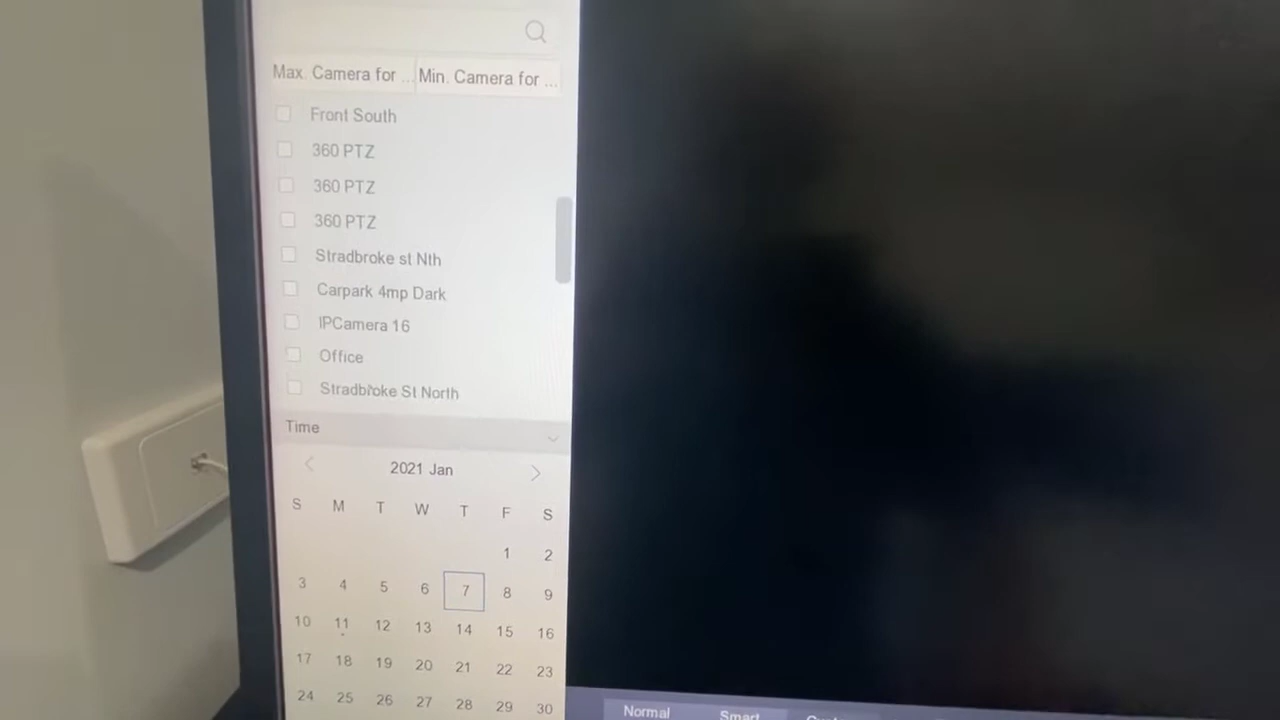 Max. Camera for ... Min. Camera for ...
Front South
360 PTZ
360 PTZ
360 PTZ
Stradbroke st Nth
Carpark 4mp Dark
IPCamera 16
Office
Stradbroke St North
Time
2021 Jan
S M T W T F S
1 2
3 4 5 6 7 8 9
10 11 12 13 14 15 16
17 18 19 20 21 22 23
24 25 26 27 28 29 30
Normal Smart